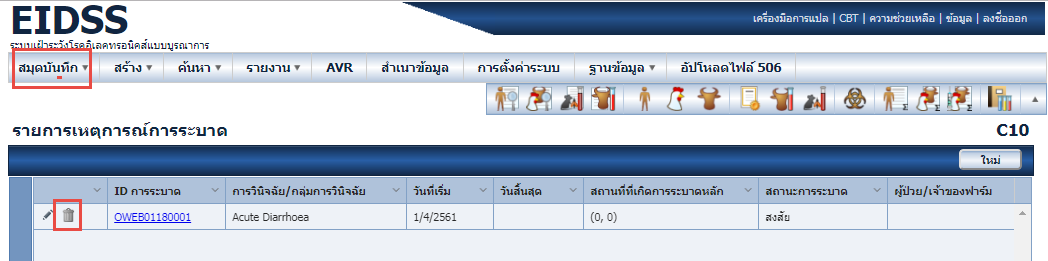 EIDSS
ระบบเฝ้าระวังโรคอิเลคทรอนิคส์แบบบูรณาการ
เครื่องมือการแปล | CBT | ความช่วยเหลือ | ข้อมูล | ลงชื่อออก
สมุดบันทึก สร้าง ค้นหา รายงาน AVR สำเนาข้อมูล การตั้งค่าระบบ ฐานข้อมูล อัปโหลดไฟล์ 506
รายการเหตุการณ์การระบาด C10
ใหม่
ID การระบาด การวินิจฉัย/กลุ่มการวินิจฉัย วันที่เริ่ม วันสิ้นสุด สถานที่ที่เกิดการระบาดหลัก สถานะการระบาด ผู้ป่วย/เจ้าของฟาร์ม
OWEB01180001 Acute Diarrhoea 1/4/2561 (0, 0) สงสัย